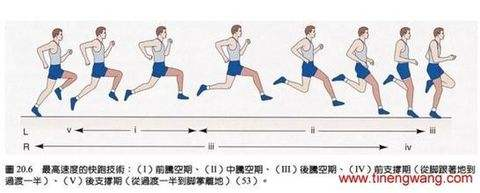 www.tinengwang.com
L v i ii iii
R iii iv
圖 20.6 最高速度的快跑技術：(I) 前騰空期、(II) 中騰空期、(III) 後騰空期、(IV) 前支撐期 (從腳跟著地到
過渡一半)、(V) 後支撐期 (從過渡一半到腳掌離地) (53)。